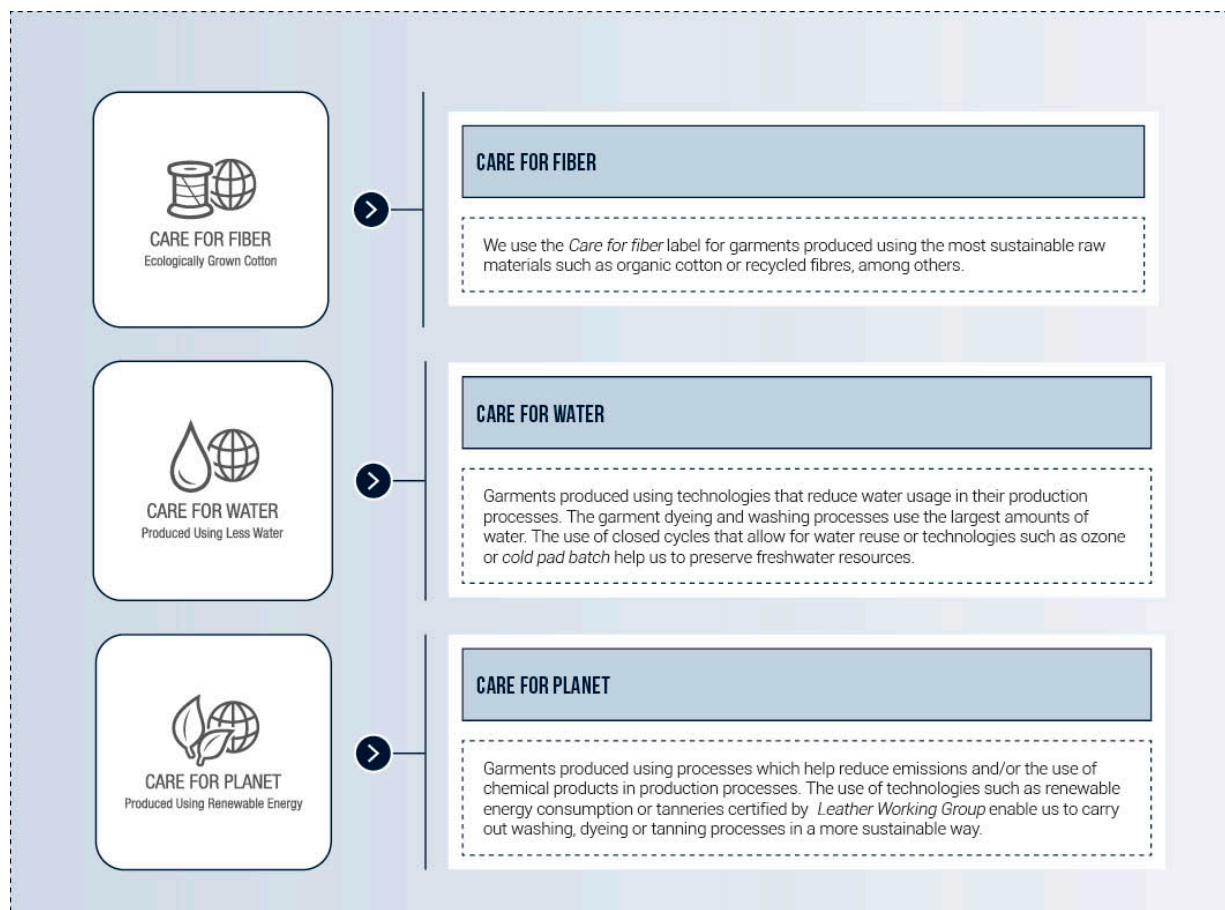 CARE FOR FIBER
Ecologically Grown Cotton
CARE FOR FIBER
We use the Care for fiber label for garments produced using the most sustainable raw
materials such as organic cotton or recycled fibres, among others.
CARE FOR WATER
Produced Using Less Water
CARE FOR WATER
Garments produced using technologies that reduce water usage in their production
processes. The garment dyeing and washing processes use the largest amounts of
water. The use of closed cycles that allow for water reuse or technologies such as ozone
or cold pad batch help us to preserve freshwater resources.
CARE FOR PLANET
Produced Using Renewable Energy
CARE FOR PLANET
Garments produced using processes which help reduce emissions and/or the use of
chemical products in production processes. The use of technologies such as renewable
energy consumption or tanneries certified by Leather Working Group enable us to carry
out washing, dyeing or tanning processes in a more sustainable way.